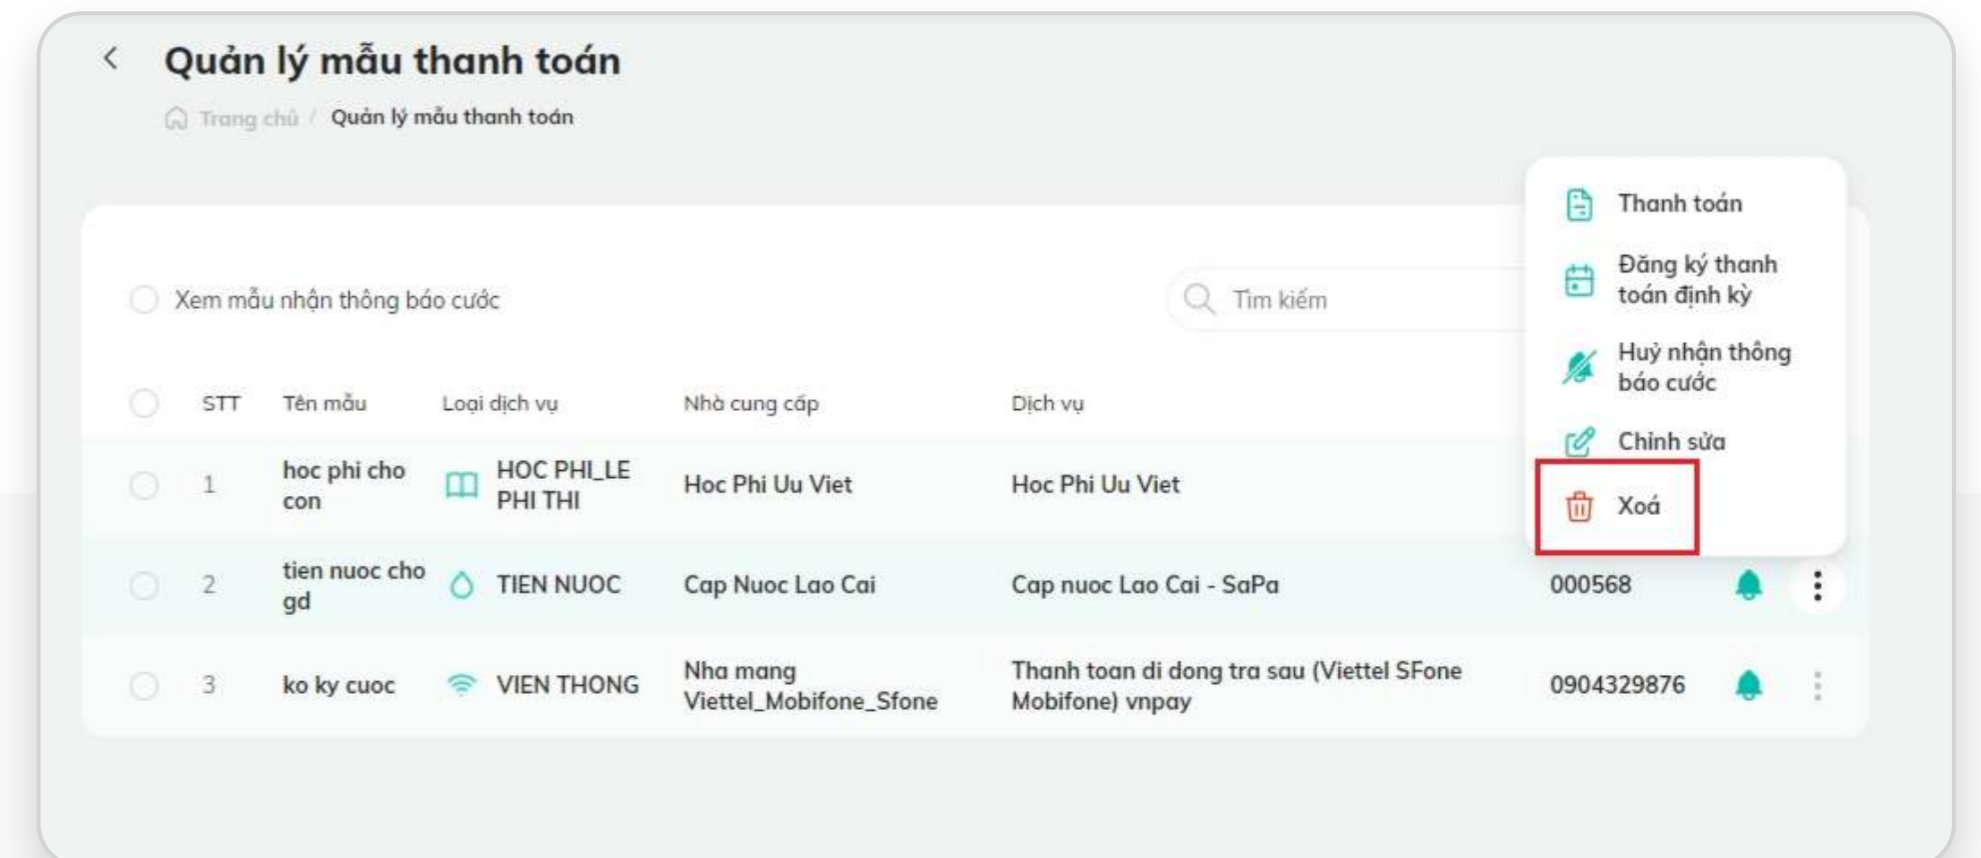 Quản lý mẫu thanh toán
Trang chủ / Quản lý mẫu thanh toán
Thanh toán
Đăng ký thanh
toán định kỳ
Xem mẫu nhận thông báo cước
Tìm kiếm
Huỷ nhận thông
báo cước
STT Tên mẫu Loại dịch vụ Nhà cung cấp Dịch vụ
Chỉnh sửa
1 hoc phi cho con HOC PHI_LE PHI THI Hoc Phi Uu Viet Hoc Phi Uu Viet
Xoá
2 tien nuoc cho gd TIEN NUOC Cap Nuoc Lao Cai Cap nuoc Lao Cai - SaPa 000568
3 ko ky cuoc VIEN THONG Nha mang Viettel_Mobifone_Sfone Thanh toan di dong tra sau (Viettel SFone Mobifone) vnpay 0904329876